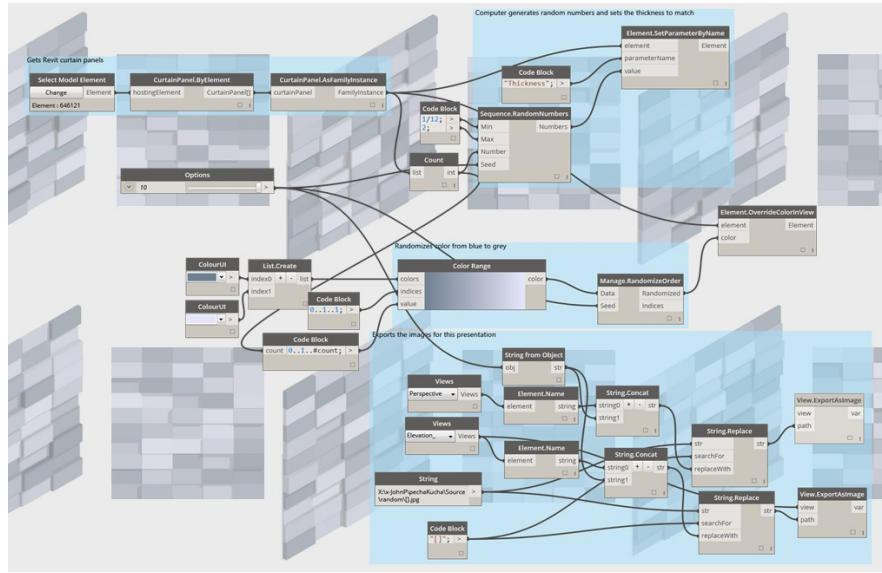 Computer generates random numbers and sets the thickness to match
Element.SetParameterByName
element Element
parameterName
value
Gets Revit curtain panels
Select Model Element
Change Element
Element : 646121
CurtainPanel.ByElement
hostingElement CurtainPanel[]
CurtainPanel.AsFamilyInstance
curtainPanel FamilyInstance
Code Block
"Thickness"; >
Code Block
1/12; >
2; >
Sequence.RandomNumbers
Min Numbers
Max
Number
Seed
Count
list int
Options
10 >
Element.OverrideColorInView
element Element
color
Randomizes color from blue to grey
ColourUI
>
ColourUI
>
List.Create
index0 + - list
index1
Code Block
0..1..1; >
Color Range
colors color
indices
value
Manage.RandomizeOrder
Data Randomized
Seed Indices
Code Block
count 0..1..#count; >
Exports the images for this presentation
String from Object
obj str
Views
Perspective Views
Element.Name
element string
String.Concat
string0 + - str
string1
Views
Elevation_ Views
Element.Name
element string
String.Concat
string0 + - str
string1
String
X:\x-John\PpechaKucha\Source >
\random\[].jpg
Code Block
"[]"; >
String.Replace
str str
searchFor
replaceWith
View.ExportAsImage
view var
path
String.Replace
str str
searchFor
replaceWith
View.ExportAsImage
view var
path